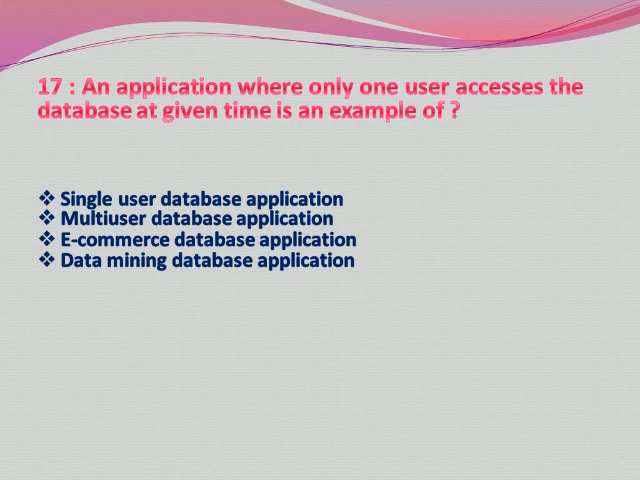 17 : An application where only one user accesses the
database at given time is an example of ?
❖ Single user database application
❖ Multiuser database application
❖ E-commerce database application
❖ Data mining database application